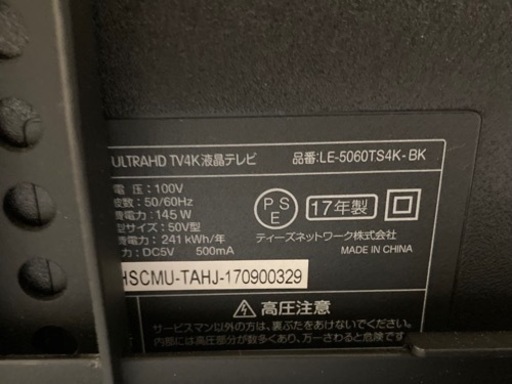 ULTRAHD TV4K液晶テレビ 品番:LE-5060TS4K-BK
電圧:100V
波数:50/60Hz
費電力:145W
型サイズ:50V型
費電力:241kWh/年
力:DC5V 500mA
PSE
17年製
ティーズネットワーク株式会社
MADE IN CHINA
HSCMU-TAHJ-170900329
高圧注意
サービスマン以外の方は、裏ぶたをあけないでください。
内部には高圧部分が数多くあり、万一さわると危険です。